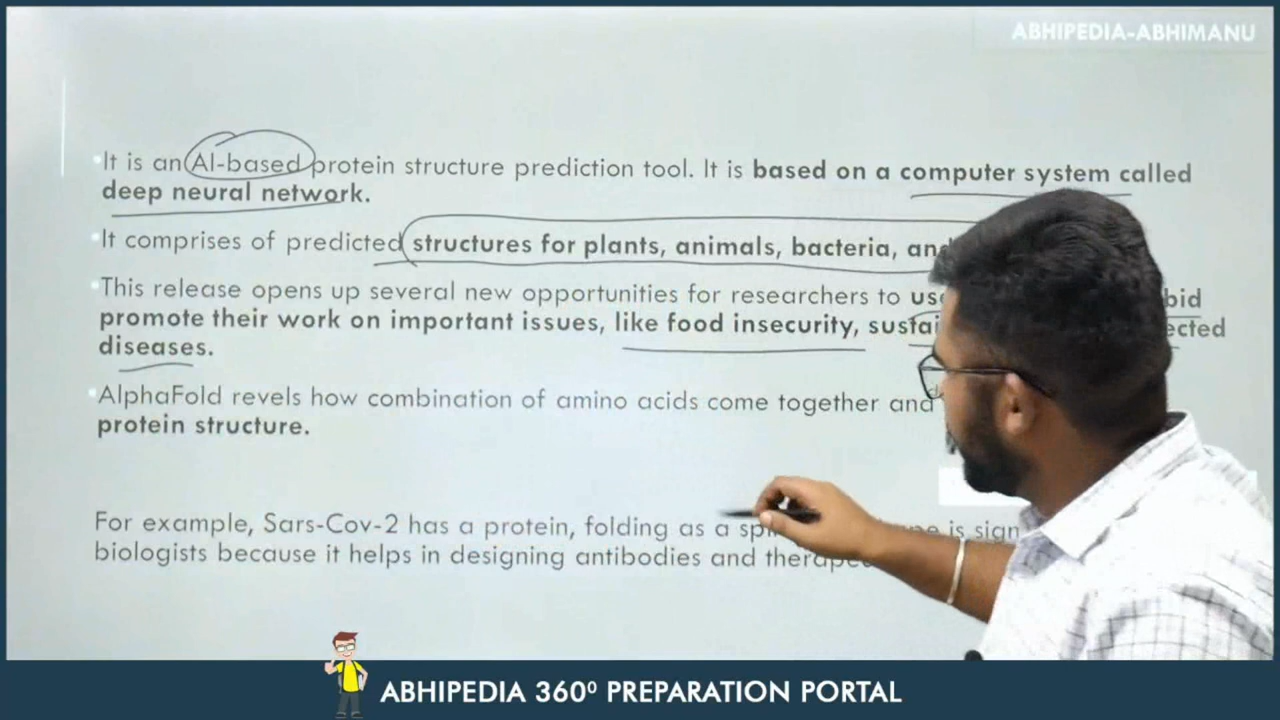 ABHIPEDIA-ABHIMANU
It is an AI-based protein structure prediction tool. It is based on a computer system called
deep neural network.
It comprises of predicted structures for plants, animals, bacteria,
This release opens up several new opportunities for researchers to
promote their work on important issues, like food insecurity,
diseases.
AlphaFold revels how combination of amino acids come together and
protein structure.
For example, Sars-Cov-2 has a protein, folding as a is
biologists because it helps in designing antibodies and
ABHIPEDIA 360⁰ PREPARATION PORTAL